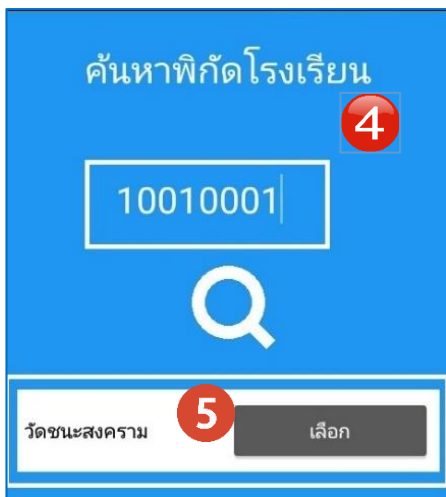 ค้นหาพิกัดโรงเรียน
4
10010001
วัดชนะสงคราม
5
เลือก